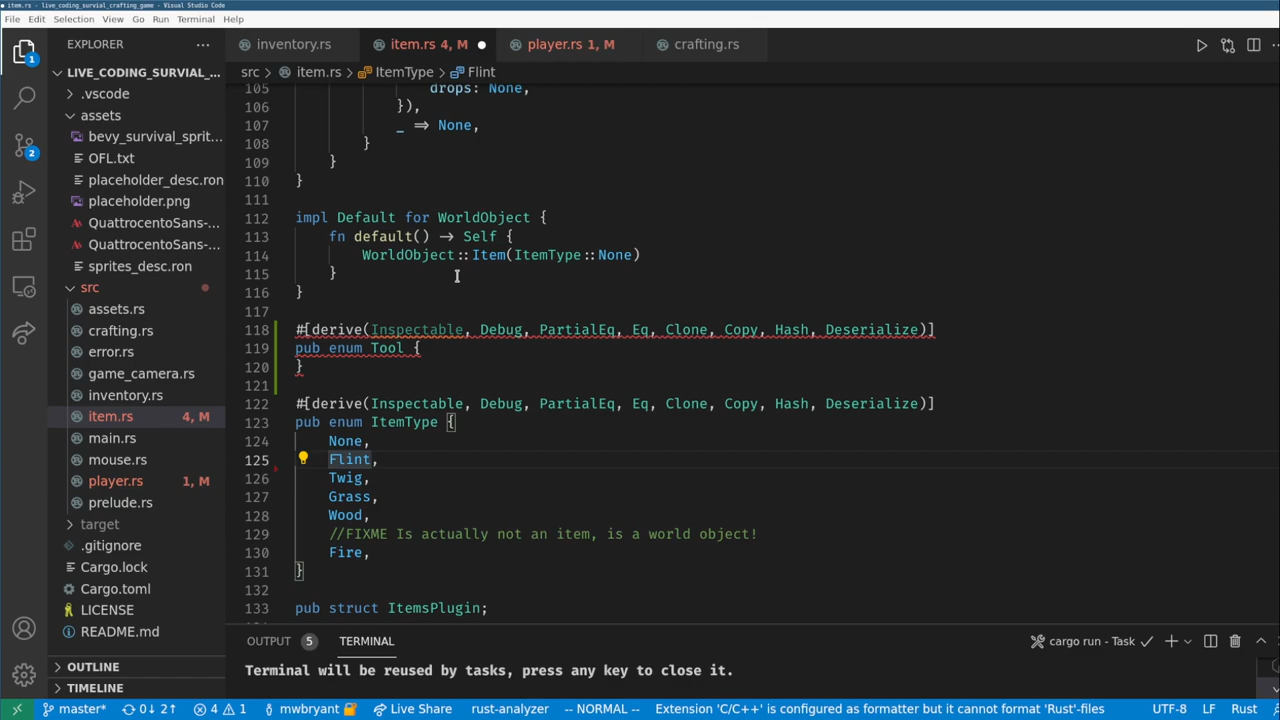 item.rs - live_coding_survial_crafting_game - Visual Studio Code
File Edit Selection View Go Run Terminal Help
EXPLORER
inventory.rs item.rs 4, M player.rs 1, M crafting.rs
LIVE_CODING_SURVIAL_...
src > item.rs > ItemType > Flint
.vscode
assets
bevy_survival_sprit...
OFL.txt
placeholder_desc.ron
placeholder.png
QuattrocentoSans-...
QuattrocentoSans-...
sprites_desc.ron
src
assets.rs
crafting.rs
error.rs
game_camera.rs
inventory.rs
item.rs 4, M
main.rs
mouse.rs
player.rs 1, M
prelude.rs
target
.gitignore
Cargo.lock
Cargo.toml
LICENSE
README.md
OUTLINE
TIMELINE
1
2
105 drops: None,
106 }),
107 _ ⇒ None,
108 }
109 }
110 }
111
112 impl Default for WorldObject {
113 fn default() → Self {
114 WorldObject::Item(ItemType::None)
115 }
116 }
117
118 #[derive(Inspectable, Debug, PartialEq, Eq, Clone, Copy, Hash, Deserialize)]
119 pub enum Tool {
120 }
121
122 #[derive(Inspectable, Debug, PartialEq, Eq, Clone, Copy, Hash, Deserialize)]
123 pub enum ItemType {
124 None,
125 Flint,
126 Twig,
127 Grass,
128 Wood,
129 //FIXME Is actually not an item, is a world object!
130 Fire,
131 }
132
133 pub struct ItemsPlugin;
OUTPUT 5 TERMINAL cargo run - Task
Terminal will be reused by tasks, press any key to close it.
master* 0↓ 2↑ 4 1 mwbryant Live Share rust-analyzer -- NORMAL -- Extension 'C/C++' is configured as formatter but it cannot format 'Rust'-files UTF-8 LF Rust